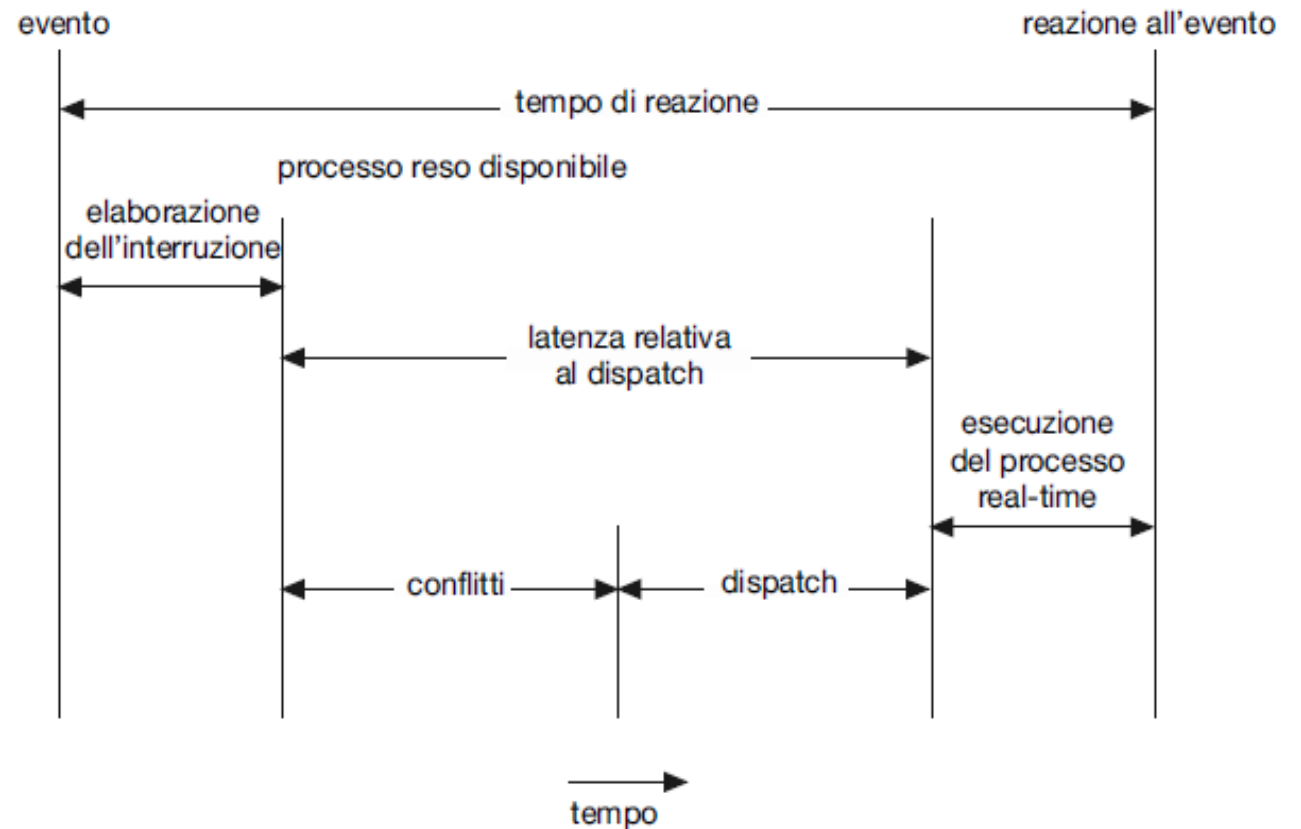 evento
reazione all'evento
tempo di reazione
processo reso disponibile
elaborazione
dell'interruzione
latenza relativa
al dispatch
esecuzione
del processo
real-time
conflitti
dispatch
tempo